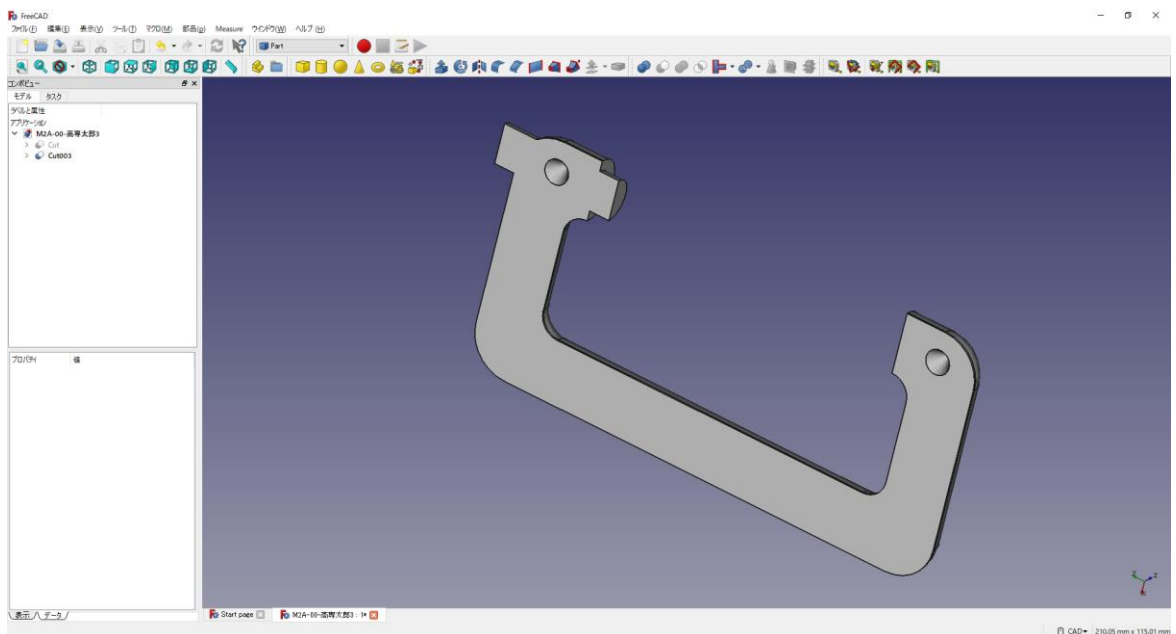 FreeCAD
ファイル(F) 編集(E) 表示(V) ツール(T) マクロ(M) 部品(p) Measure ウインドウ(W) ヘルプ(H)
Part
コンボビュー
モデル タスク
ラベルと属性
アプリケーション
M2A-00-高専太郎3
Cut
Cut003
プロパティ 値
表示 データ
Start page
M2A-00-高専太郎3 : 1*
CAD 210.05 mm x 115.01 mm